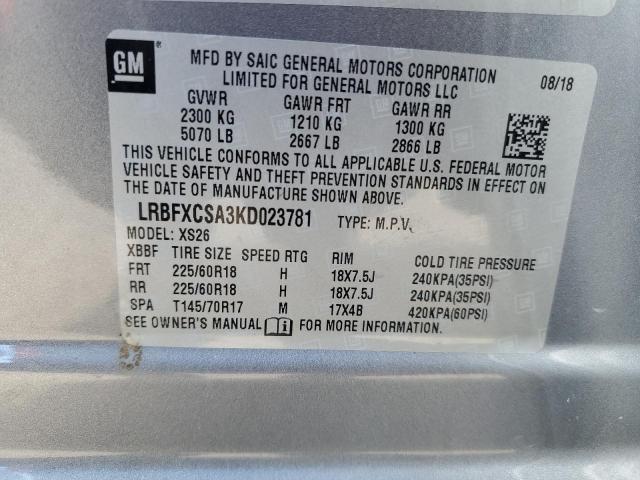 GM
MFD BY SAIC GENERAL MOTORS CORPORATION
LIMITED FOR GENERAL MOTORS LLC
08/18
GVWR GAWR FRT GAWR RR
2300 KG 1210 KG 1300 KG
5070 LB 2667 LB 2866 LB
THIS VEHICLE CONFORMS TO ALL APPLICABLE U.S. FEDERAL MOTOR
VEHICLE SAFETY AND THEFT PREVENTION STANDARDS IN EFFECT ON
THE DATE OF MANUFACTURE SHOWN ABOVE.
LRBFXCSA3KD023781 TYPE: M.P.V.
MODEL: XS26
XBBF TIRE SIZE SPEED RTG RIM COLD TIRE PRESSURE
FRT 225/60R18 H 18X7.5J 240KPA(35PSI)
RR 225/60R18 H 18X7.5J 240KPA(35PSI)
SPA T145/70R17 M 17X4B 420KPA(60PSI)
SEE OWNER'S MANUAL FOR MORE INFORMATION.